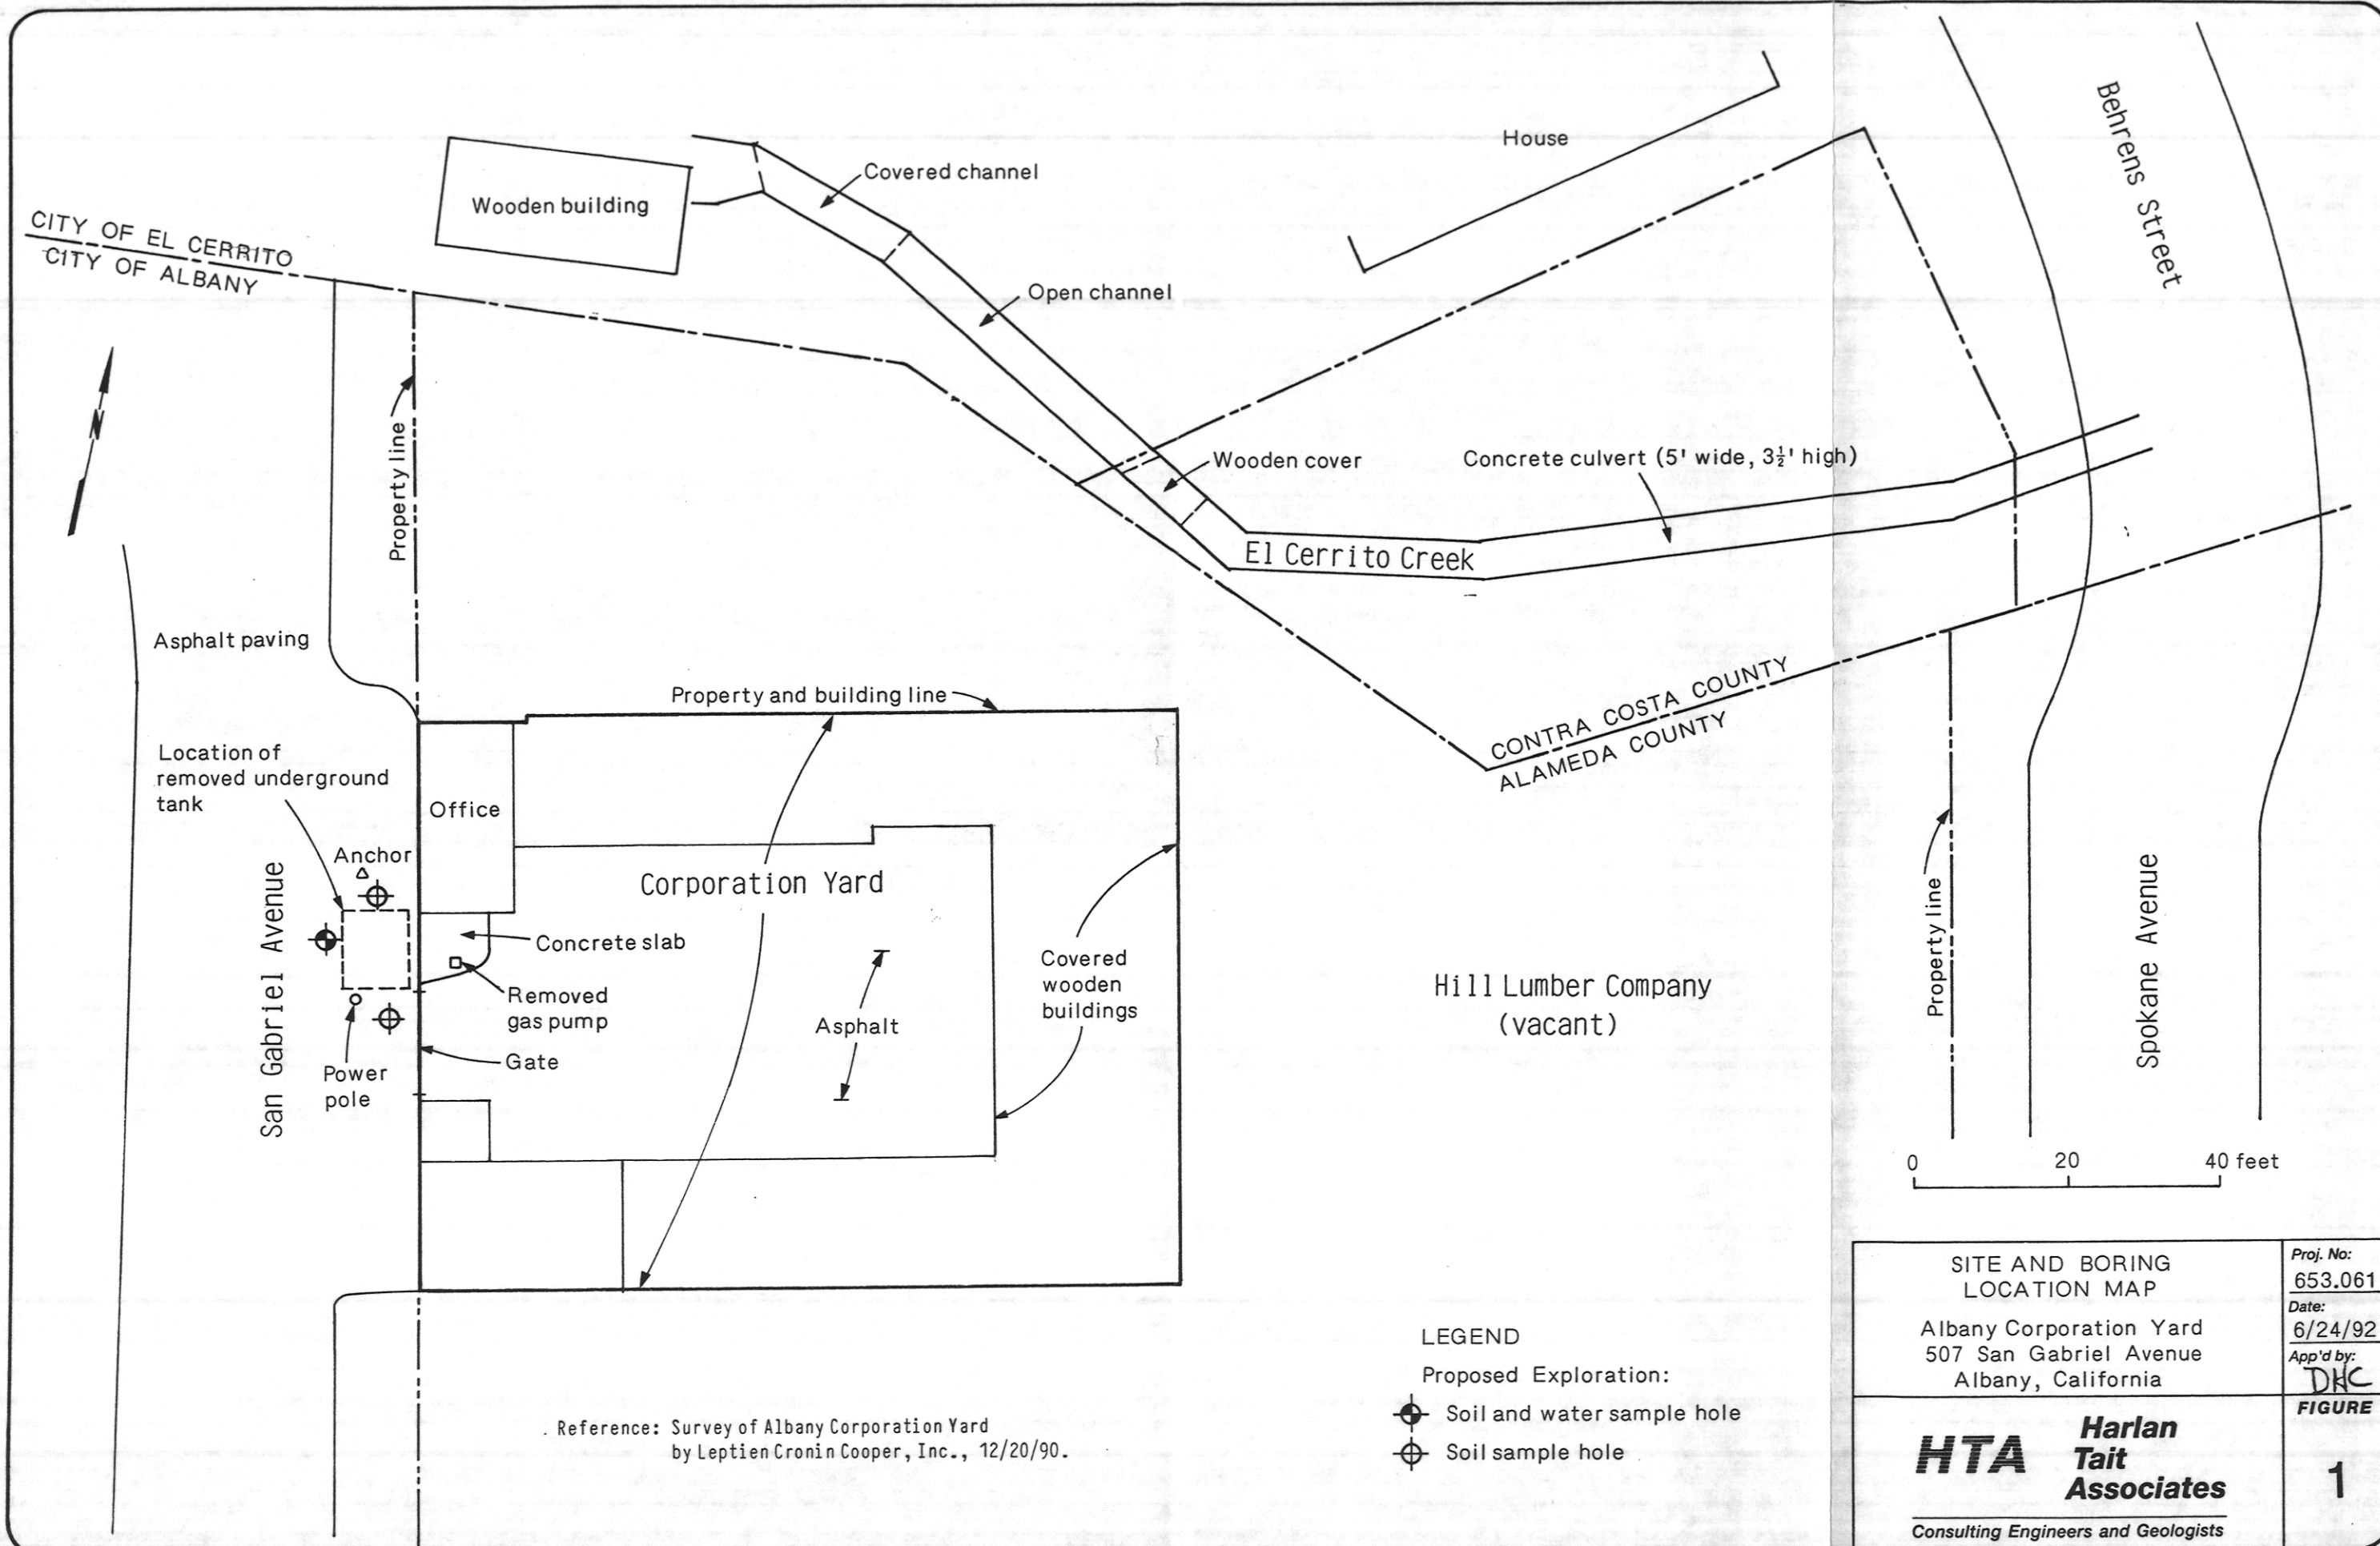 CITY OF EL CERRITO
CITY OF ALBANY
Wooden building
Covered channel
Open channel
House
Behrens Street
N
Property line
Wooden cover
Concrete culvert (5' wide, 3½' high)
El Cerrito Creek
Asphalt paving
Property and building line
CONTRA COSTA COUNTY
ALAMEDA COUNTY
Location of
removed underground
tank
Office
Anchor
Corporation Yard
San Gabriel Avenue
Concrete slab
Removed
gas pump
Asphalt
Covered
wooden
buildings
Gate
Power
pole
Hill Lumber Company
(vacant)
Property line
Spokane Avenue
0 20 40 feet
LEGEND
Proposed Exploration:
Soil and water sample hole
Soil sample hole
Reference: Survey of Albany Corporation Yard
by Leptien Cronin Cooper, Inc., 12/20/90.
SITE AND BORING
LOCATION MAP
Albany Corporation Yard
507 San Gabriel Avenue
Albany, California
Proj. No:
653.061
Date:
6/24/92
App'd by:
DHC
HTA
Harlan
Tait
Associates
Consulting Engineers and Geologists
FIGURE
1